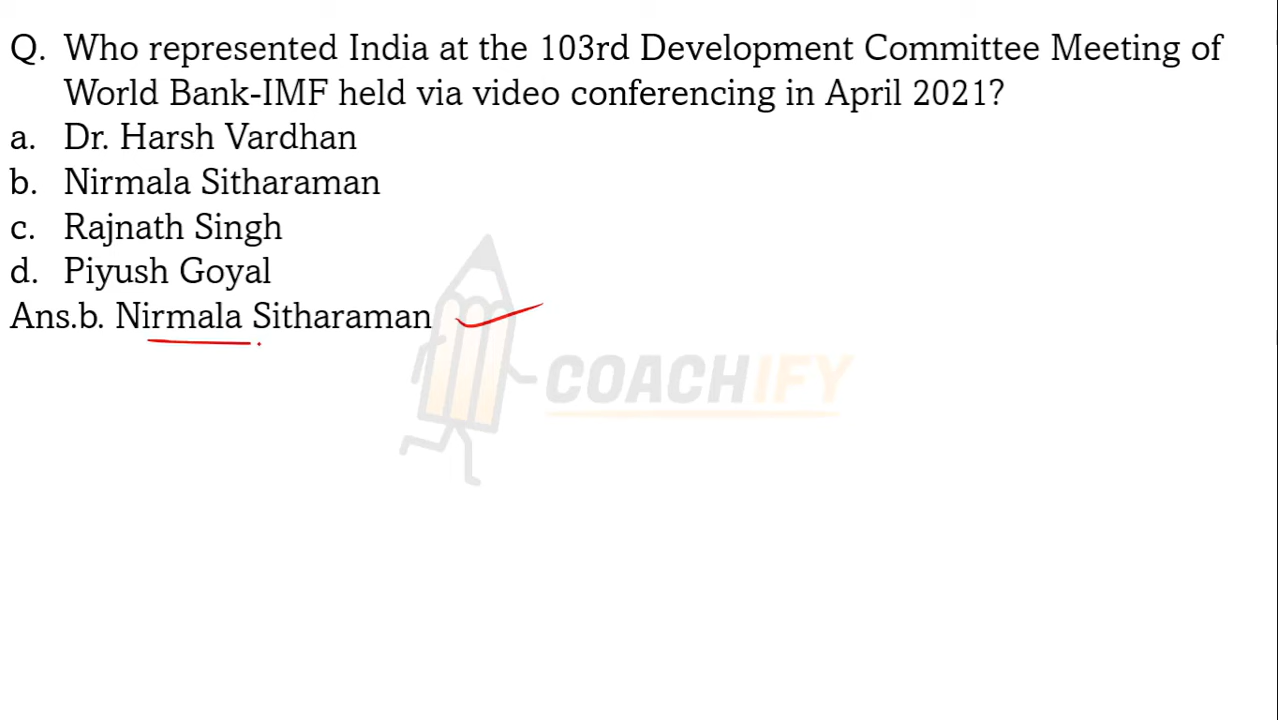 Q. Who represented India at the 103rd Development Committee Meeting of
World Bank-IMF held via video conferencing in April 2021?
a. Dr. Harsh Vardhan
b. Nirmala Sitharaman
c. Rajnath Singh
d. Piyush Goyal
Ans.b. Nirmala Sitharaman
COACHIFY